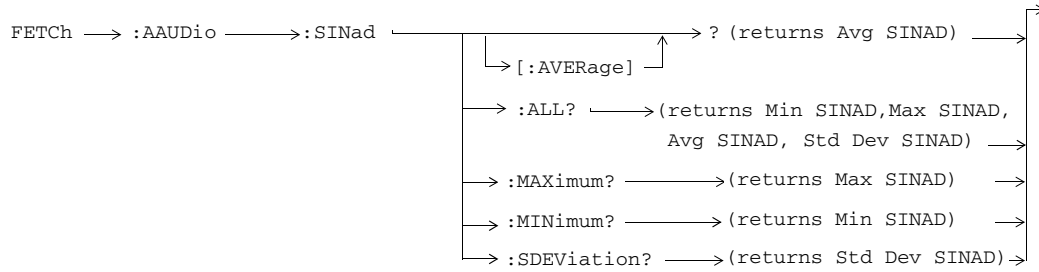 FETCh :AAUDio :SINad ? (returns Avg SINAD)
[:AVERage]
:ALL? (returns Min SINAD,Max SINAD,
Avg SINAD, Std Dev SINAD)
:MAXimum? (returns Max SINAD)
:MINimum? (returns Min SINAD)
:SDEViation? (returns Std Dev SINAD)